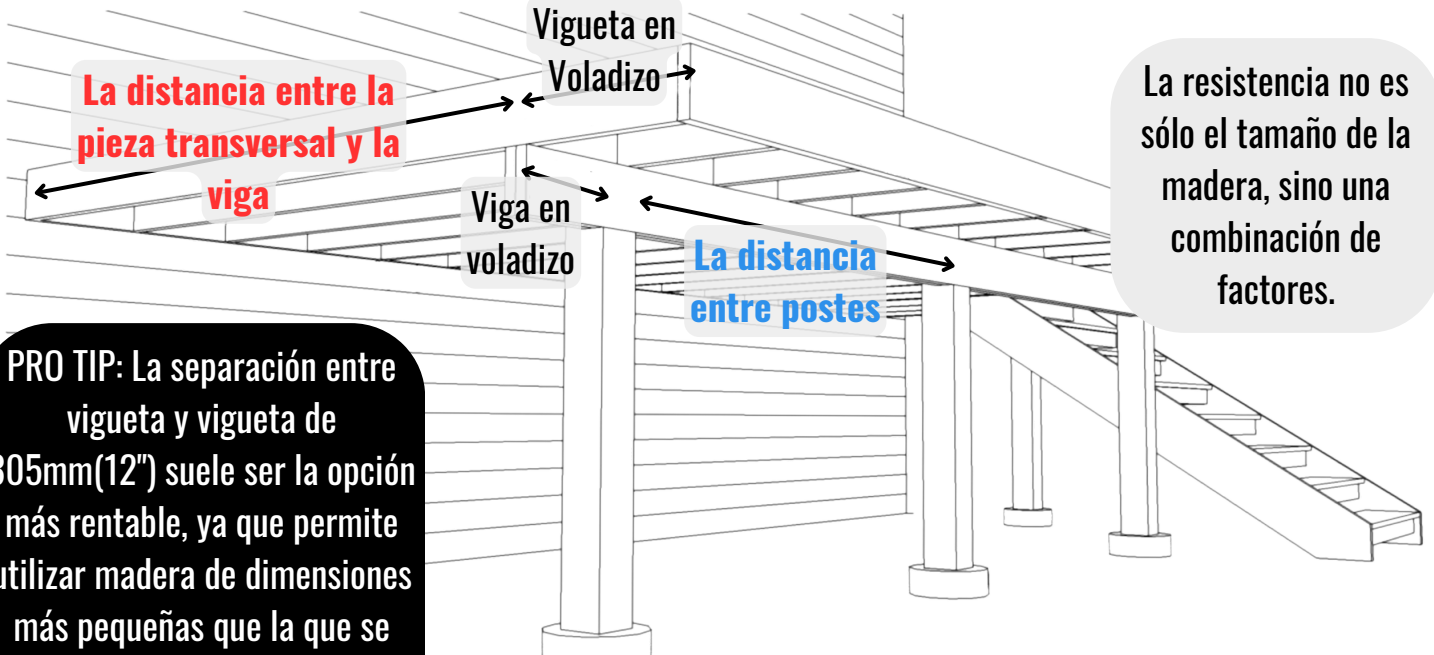 Vigueta en
Voladizo
La distancia entre la
pieza transversal y la
viga
Viga en
voladizo
La distancia
entre postes
La resistencia no es
sólo el tamaño de la
madera, sino una
combinación de
factores.
PRO TIP: La separación entre
vigueta y vigueta de
305mm(12") suele ser la opción
más rentable, ya que permite
utilizar madera de dimensiones
más pequeñas que la que se